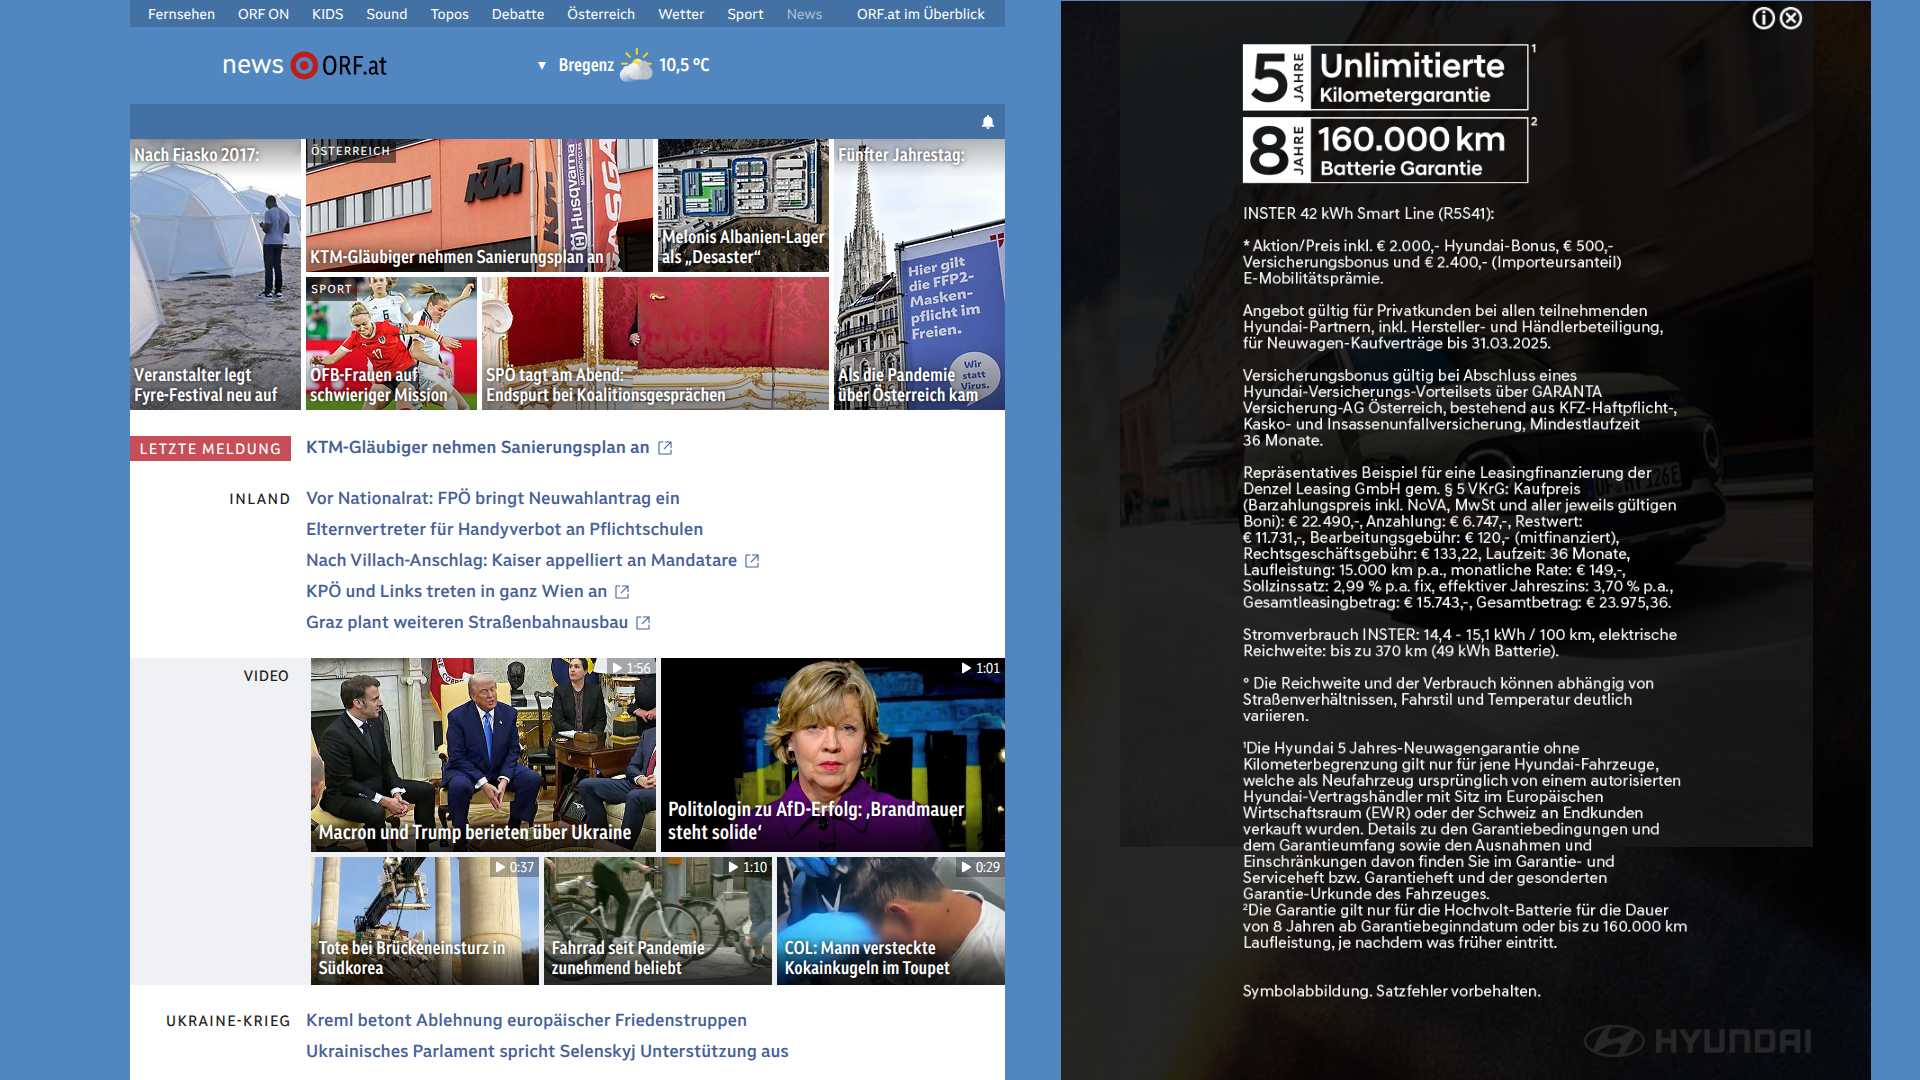 Fernsehen ORF ON KIDS Sound Topos Debatte Österreich Wetter Sport News ORF.at im Überblick
news ORF.at
Bregenz 10,5 °C
Nach Fiasko 2017:
Veranstalter legt
Fyre-Festival neu auf
ÖSTERREICH
KTM
Husqvarna
MOTORCYCLES
KTM-Gläubiger nehmen Sanierungsplan an
Melonis Albanien-Lager
als „Desaster“
Fünfter Jahrestag:
Hier gilt
die FFP2-
Masken-
pflicht im
Freien.
Wir
statt
Virus.
Als die Pandemie
über Österreich kam
SPORT
6
17
ÖFB-Frauen auf
schwieriger Mission
SPÖ tagt am Abend:
Endspurt bei Koalitionsgesprächen
LETZTE MELDUNG
KTM-Gläubiger nehmen Sanierungsplan an
INLAND
Vor Nationalrat: FPÖ bringt Neuwahlantrag ein
Elternvertreter für Handyverbot an Pflichtschulen
Nach Villach-Anschlag: Kaiser appelliert an Mandatare
KPÖ und Links treten in ganz Wien an
Graz plant weiteren Straßenbahnausbau
VIDEO
1:56
Macron und Trump berieten über Ukraine
1:01
Politologin zu AfD-Erfolg: ‚Brandmauer
steht solide‘
0:37
Tote bei Brückeneinsturz in
Südkorea
1:10
Fahrrad seit Pandemie
zunehmend beliebt
0:29
COL: Mann versteckte
Kokainkugeln im Toupet
UKRAINE-KRIEG
Kreml betont Ablehnung europäischer Friedenstruppen
Ukrainisches Parlament spricht Selenskyj Unterstützung aus
5 JAHRE Unlimitierte 1
Kilometergarantie
8 JAHRE 160.000 km 2
Batterie Garantie
INSTER 42 kWh Smart Line (R5S41):
* Aktion/Preis inkl. € 2.000,- Hyundai-Bonus, € 500,-
Versicherungsbonus und € 2.400,- (Importeursanteil)
E-Mobilitätsprämie.
Angebot gültig für Privatkunden bei allen teilnehmenden
Hyundai-Partnern, inkl. Hersteller- und Händlerbeteiligung,
für Neuwagen-Kaufverträge bis 31.03.2025.
Versicherungsbonus gültig bei Abschluss eines
Hyundai-Versicherungs-Vorteilsets über GARANTA
Versicherung-AG Österreich, bestehend aus KFZ-Haftpflicht-,
Kasko- und Insassenunfallversicherung, Mindestlaufzeit
36 Monate.
Repräsentatives Beispiel für eine Leasingfinanzierung der
Denzel Leasing GmbH gem. § 5 VKrG: Kaufpreis
(Barzahlungspreis inkl. NoVA, MwSt und aller jeweils gültigen
Boni): € 22.490,-, Anzahlung: € 6.747,-, Restwert:
€ 11.731,-, Bearbeitungsgebühr: € 120,- (mitfinanziert),
Rechtsgeschäftsgebühr: € 133,22, Laufzeit: 36 Monate,
Laufleistung: 15.000 km p.a., monatliche Rate: € 149,-,
Sollzinssatz: 2,99 % p.a. fix, effektiver Jahreszins: 3,70 % p.a.,
Gesamtleasingbetrag: € 15.743,-, Gesamtbetrag: € 23.975,36.
Stromverbrauch INSTER: 14,4 - 15,1 kWh / 100 km, elektrische
Reichweite: bis zu 370 km (49 kWh Batterie).
° Die Reichweite und der Verbrauch können abhängig von
Straßenverhältnissen, Fahrstil und Temperatur deutlich
variieren.
¹Die Hyundai 5 Jahres-Neuwagengarantie ohne
Kilometerbegrenzung gilt nur für jene Hyundai-Fahrzeuge,
welche als Neufahrzeug ursprünglich von einem autorisierten
Hyundai-Vertragshändler mit Sitz im Europäischen
Wirtschaftsraum (EWR) oder der Schweiz an Endkunden
verkauft wurden. Details zu den Garantiebedingungen und
dem Garantieumfang sowie den Ausnahmen und
Einschränkungen davon finden Sie im Garantie- und
Serviceheft bzw. Garantieheft und der gesonderten
Garantie-Urkunde des Fahrzeuges.
²Die Garantie gilt nur für die Hochvolt-Batterie für die Dauer
von 8 Jahren ab Garantiebeginndatum oder bis zu 160.000 km
Laufleistung, je nachdem was früher eintritt.
Symbolabbildung. Satzfehler vorbehalten.
HYUNDAI